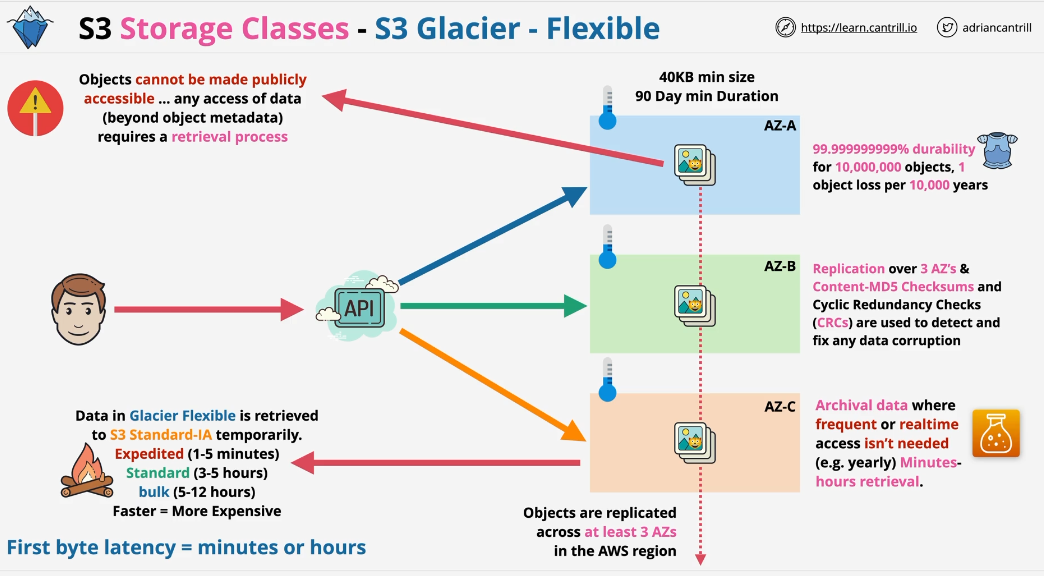 S3 Storage Classes - S3 Glacier - Flexible
https://learn.cantrill.io
adriancantrill
Objects cannot be made publicly
accessible ... any access of data
(beyond object metadata)
requires a retrieval process
40KB min size
90 Day min Duration
AZ-A
99.999999999% durability
for 10,000,000 objects, 1
object loss per 10,000 years
API
AZ-B
Replication over 3 AZ's &
Content-MD5 Checksums and
Cyclic Redundancy Checks
(CRCs) are used to detect and
fix any data corruption
AZ-C
Archival data where
frequent or realtime
access isn't needed
(e.g. yearly) Minutes-
hours retrieval.
Data in Glacier Flexible is retrieved
to S3 Standard-IA temporarily.
Expedited (1-5 minutes)
Standard (3-5 hours)
bulk (5-12 hours)
Faster = More Expensive
Objects are replicated
across at least 3 AZs
in the AWS region
First byte latency = minutes or hours